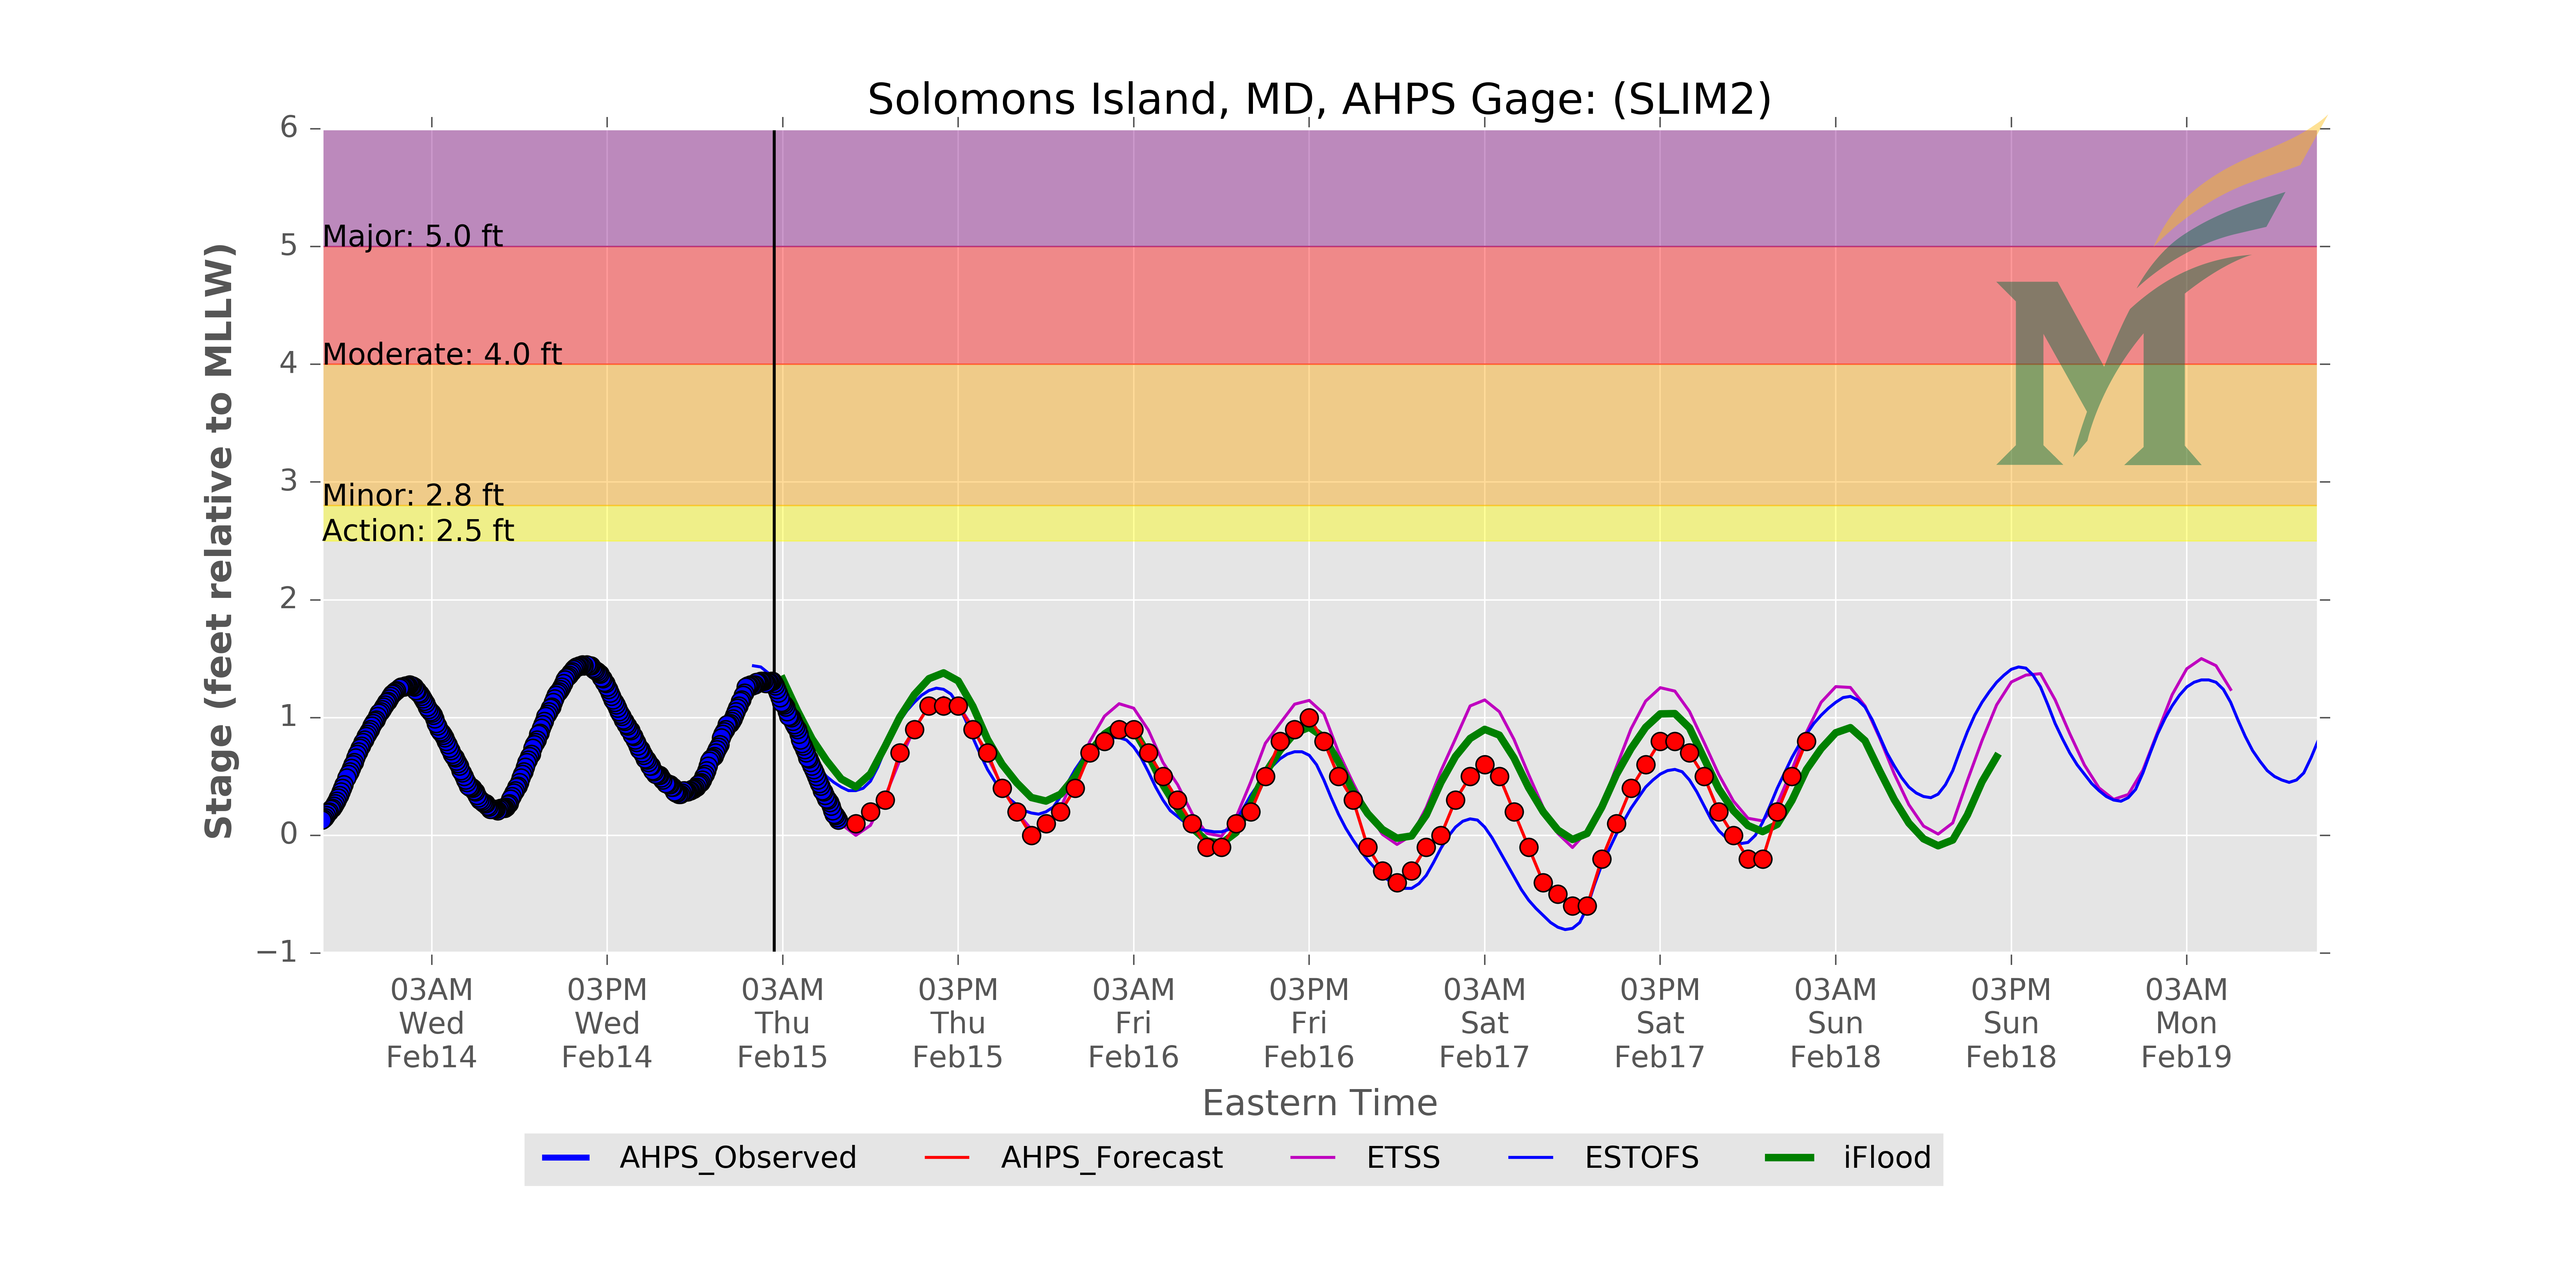 Solomons Island, MD, AHPS Gage: (SLIM2)
Stage (feet relative to MLLW)
6
5
4
3
2
1
0
−1
Major: 5.0 ft
Moderate: 4.0 ft
Minor: 2.8 ft
Action: 2.5 ft
M
03AM 03PM 03AM 03PM 03AM 03PM 03AM 03PM 03AM 03PM 03AM
Wed Wed Thu Thu Fri Fri Sat Sat Sun Sun Mon
Feb14 Feb14 Feb15 Feb15 Feb16 Feb16 Feb17 Feb17 Feb18 Feb18 Feb19
Eastern Time
AHPS_Observed AHPS_Forecast ETSS ESTOFS iFlood